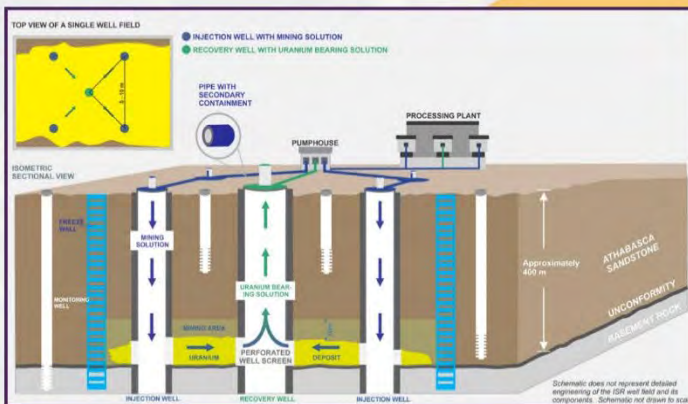 TOP VIEW OF A SINGLE WELL FIELD
INJECTION WELL WITH MINING SOLUTION
RECOVERY WELL WITH URANIUM BEARING SOLUTION
PIPE WITH
SECONDARY
CONTAINMENT
PROCESSING PLANT
PUMPHOUSE
ISOMETRIC
SECTIONAL VIEW
FREEZE
WALL
MINING
SOLUTION
MONITORING
WELL
URANIUM BEAR-
ING SOLUTION
Approximately
400 m
ATHABASCA
SANDSTONE
UNCONFORMITY
BASEMENT ROCK
MINING AREA
URANIUM
PERFORATED
WELL SCREEN
DEPOSIT
INJECTION WELL
RECOVERY WELL
INJECTION WELL
Schematic does not represent detailed
engineering of the ISR well field and its
components. Schematic not drawn to